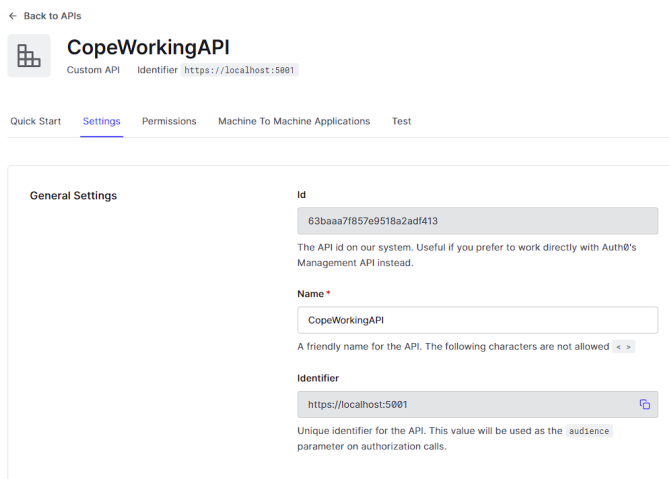 ← Back to APIs
CopeWorkingAPI
Custom API Identifier https://localhost:5001
Quick Start Settings Permissions Machine To Machine Applications Test
General Settings
Id
63baaa7f857e9518a2adf413
The API id on our system. Useful if you prefer to work directly with Auth0's
Management API instead.
Name *
CopeWorkingAPI
A friendly name for the API. The following characters are not allowed < >
Identifier
https://localhost:5001
Unique identifier for the API. This value will be used as the audience
parameter on authorization calls.